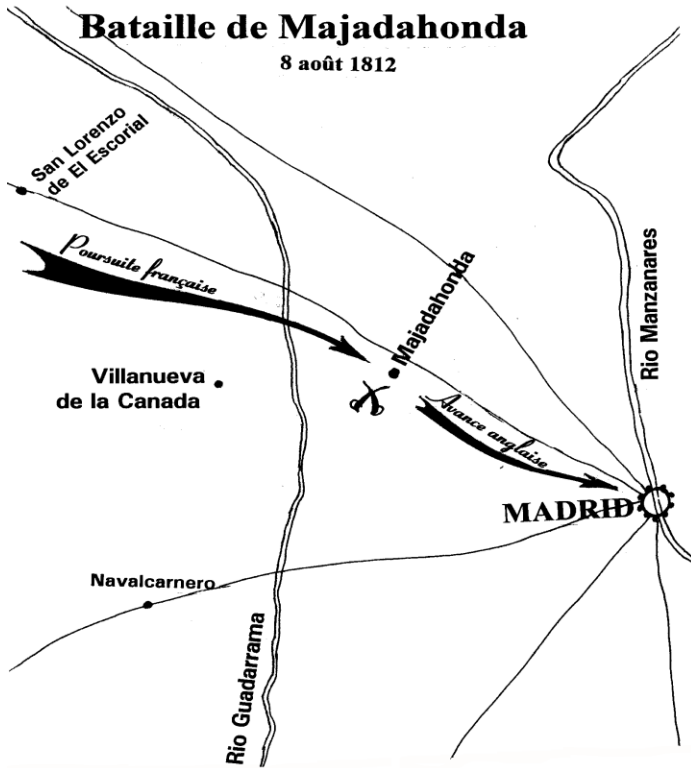 Bataille de Majadahonda
8 août 1812
San Lorenzo
de El Escorial
Poursuite française
Majadahonda
Rio Manzanares
Villanueva
de la Canada
Avance anglaise
MADRID
Navalcarnero
Rio Guadarrama